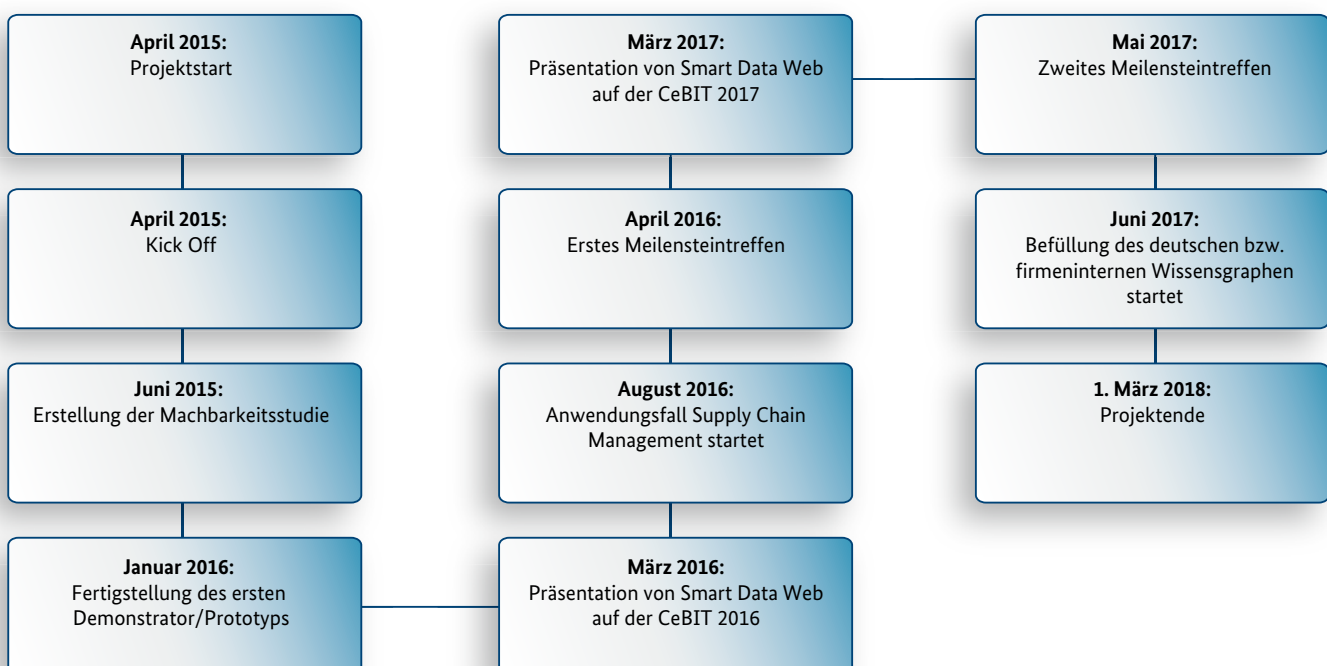 April 2015:
Projektstart
April 2015:
Kick Off
Juni 2015:
Erstellung der Machbarkeitsstudie
Januar 2016:
Fertigstellung des ersten
Demonstrator/Prototyps
März 2017:
Präsentation von Smart Data Web
auf der CeBIT 2017
April 2016:
Erstes Meilensteintreffen
August 2016:
Anwendungsfall Supply Chain
Management startet
März 2016:
Präsentation von Smart Data Web
auf der CeBIT 2016
Mai 2017:
Zweites Meilensteintreffen
Juni 2017:
Befüllung des deutschen bzw.
firmeninternen Wissensgraphen
startet
1. März 2018:
Projektende